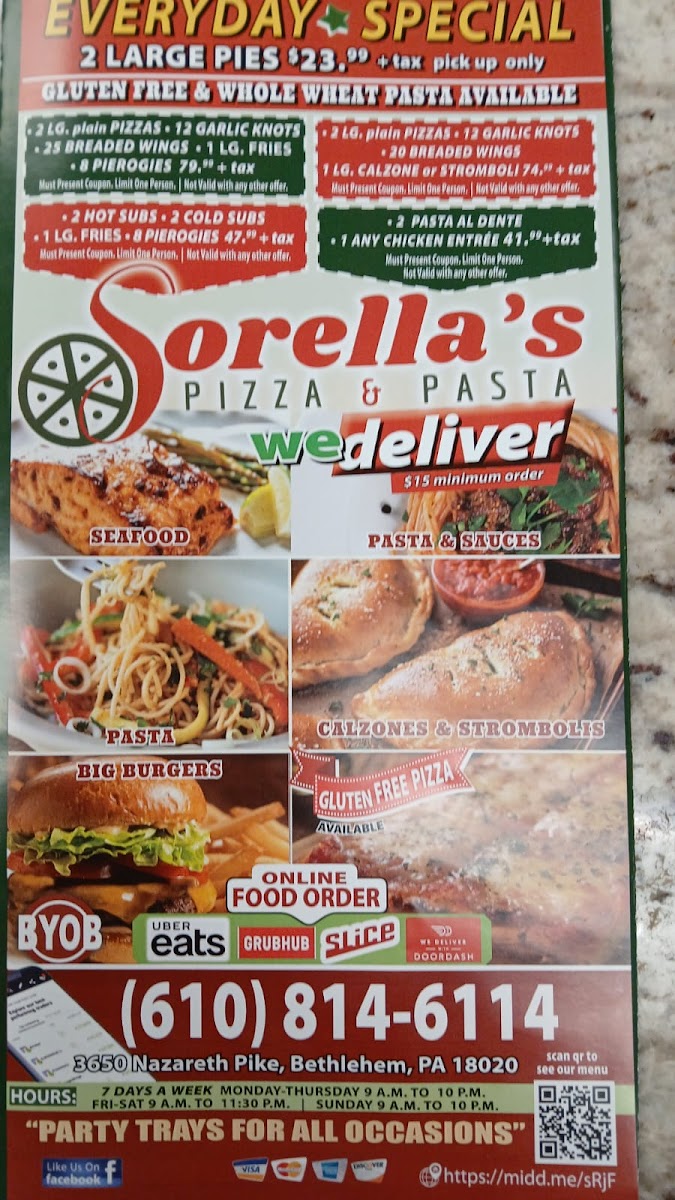 EVERYDAY SPECIAL
2 LARGE PIES $23.99 +tax pick up only
GLUTEN FREE & WHOLE WHEAT PASTA AVAILABLE
• 2 LG. plain PIZZAS • 12 GARLIC KNOTS
• 25 BREADED WINGS • 1 LG. FRIES
• 8 PIEROGIES 79.99 + tax
Must Present Coupon. Limit One Person. | Not Valid with any other offer.
• 2 LG. plain PIZZAS • 12 GARLIC KNOTS
• 20 BREADED WINGS
1 LG. CALZONE or STROMBOLI 74.99 + tax
Must Present Coupon. Limit One Person. | Not Valid with any other offer.
• 2 HOT SUBS • 2 COLD SUBS
• 1 LG. FRIES • 8 PIEROGIES 47.99 + tax
Must Present Coupon. Limit One Person. | Not Valid with any other offer.
• 2 PASTA AL DENTE
• 1 ANY CHICKEN ENTRÉE 41.99+tax
Must Present Coupon. Limit One Person.
Not Valid with any other offer.
Sorella's
PIZZA & PASTA
we deliver
$15 minimum order
SEAFOOD
PASTA & SAUCES
PASTA
CALZONES & STROMBOLIS
BIG BURGERS
GLUTEN FREE PIZZA
AVAILABLE
ONLINE
FOOD ORDER
BYOB
UBER
eats
GRUBHUB
SLICE
WE DELIVER
WITH
DOORDASH
(610) 814-6114
3650 Nazareth Pike, Bethlehem, PA 18020
scan qr to
see our menu
HOURS:
7 DAYS A WEEK MONDAY-THURSDAY 9 A.M. TO 10 P.M.
FRI-SAT 9 A.M. TO 11:30 P.M. | SUNDAY 9 A.M. TO 10 P.M.
"PARTY TRAYS FOR ALL OCCASIONS"
Like Us On
facebook
f
VISA
MasterCard
DISCOVER
https://midd.me/sRjF